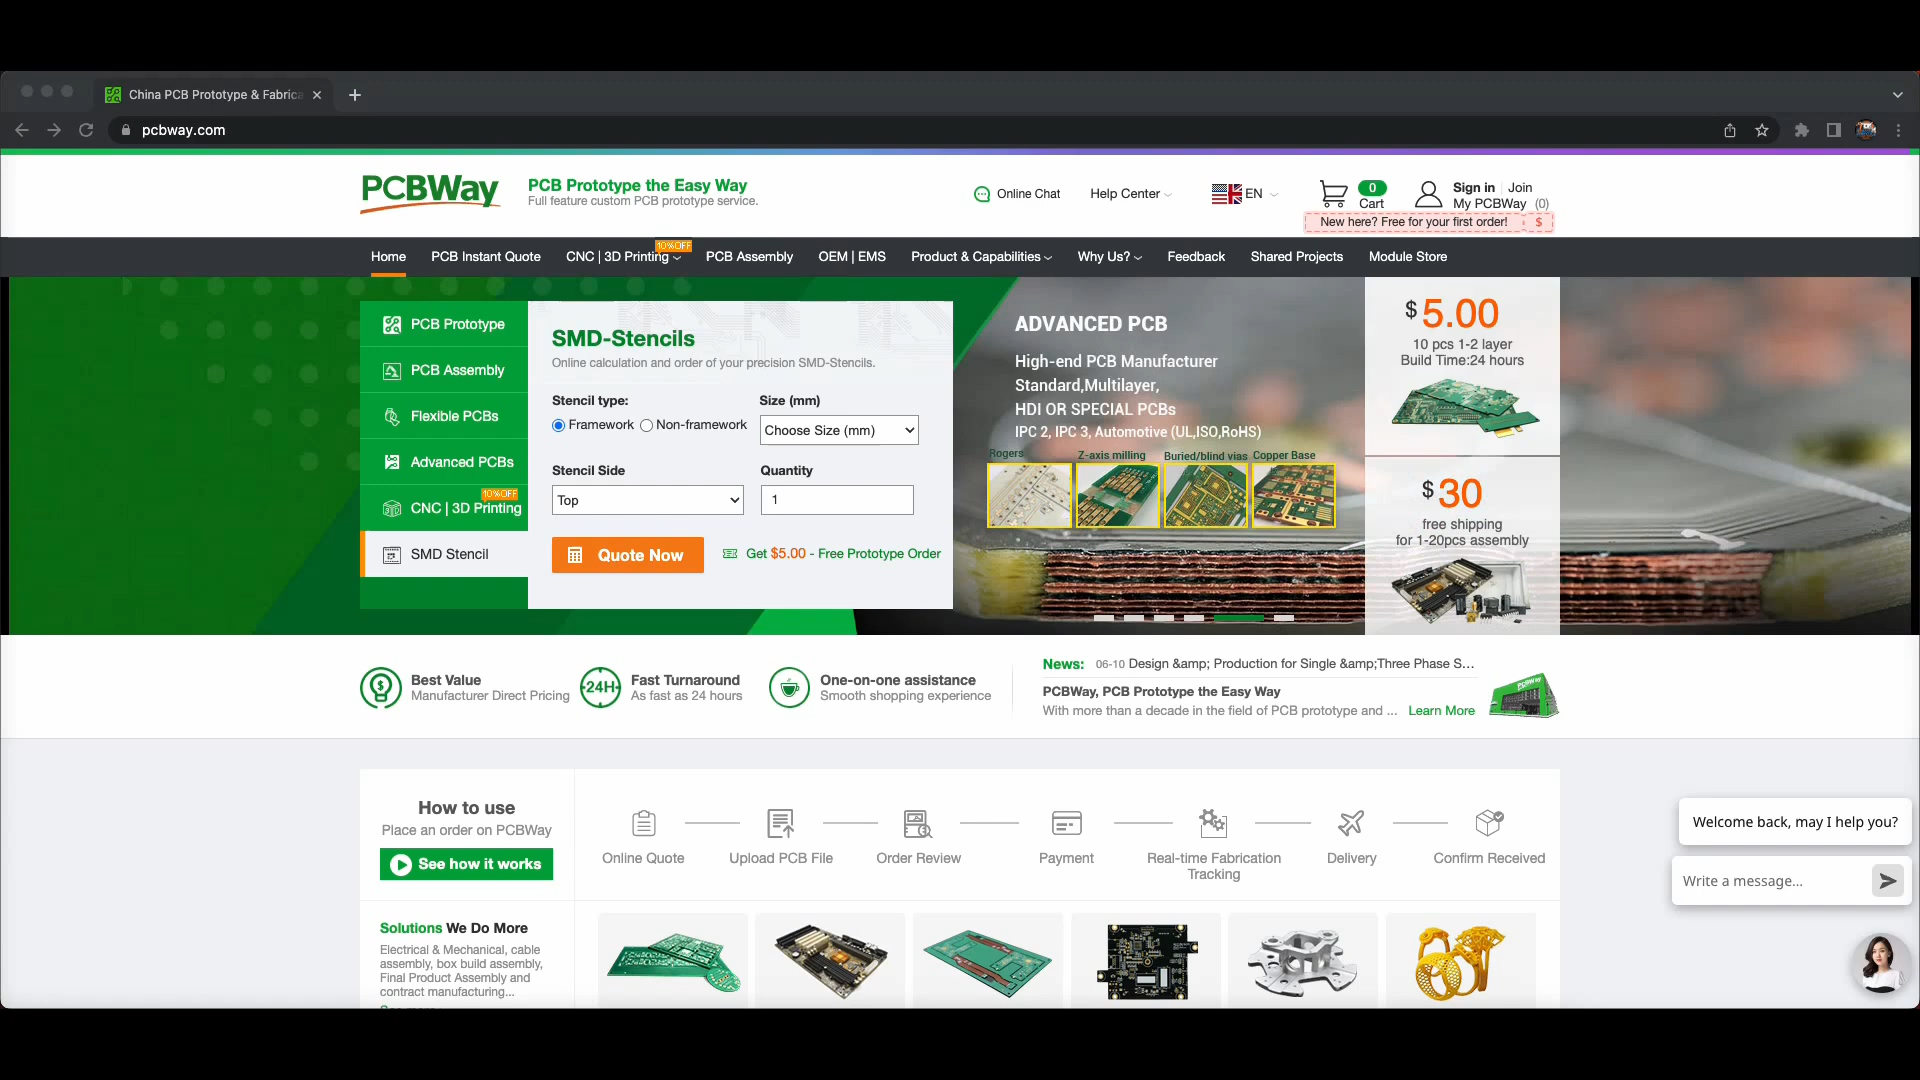 China PCB Prototype & Fabrica
pcbway.com
PCBWay
PCB Prototype the Easy Way
Full feature custom PCB prototype service.
Online Chat
Help Center
EN
0
Cart
Sign in
Join
My PCBWay (0)
New here? Free for your first order! $
Home
PCB Instant Quote
CNC | 3D Printing
10%OFF
PCB Assembly
OEM | EMS
Product & Capabilities
Why Us?
Feedback
Shared Projects
Module Store
PCB Prototype
PCB Assembly
Flexible PCBs
Advanced PCBs
10%OFF
CNC | 3D Printing
SMD Stencil
SMD-Stencils
Online calculation and order of your precision SMD-Stencils.
Stencil type:
Size (mm)
Framework
Non-framework
Choose Size (mm)
Stencil Side
Quantity
Top
1
Quote Now
Get $5.00 - Free Prototype Order
ADVANCED PCB
High-end PCB Manufacturer
Standard,Multilayer,
HDI OR SPECIAL PCBs
IPC 2, IPC 3, Automotive (UL,ISO,RoHS)
Rogers
Z-axis milling
Buried/blind vias
Copper Base
$5.00
10 pcs 1-2 layer
Build Time:24 hours
$30
free shipping
for 1-20pcs assembly
Best Value
Manufacturer Direct Pricing
24H
Fast Turnaround
As fast as 24 hours
One-on-one assistance
Smooth shopping experience
News: 06-10 Design &amp; Production for Single &amp;Three Phase S...
PCBWay, PCB Prototype the Easy Way
With more than a decade in the field of PCB prototype and ... Learn More
PCBWay
How to use
Place an order on PCBWay
See how it works
Online Quote
Upload PCB File
Order Review
Payment
Real-time Fabrication
Tracking
Delivery
Confirm Received
Solutions We Do More
Electrical & Mechanical, cable
assembly, box build assembly,
Final Product Assembly and
contract manufacturing...
Welcome back, may I help you?
Write a message...